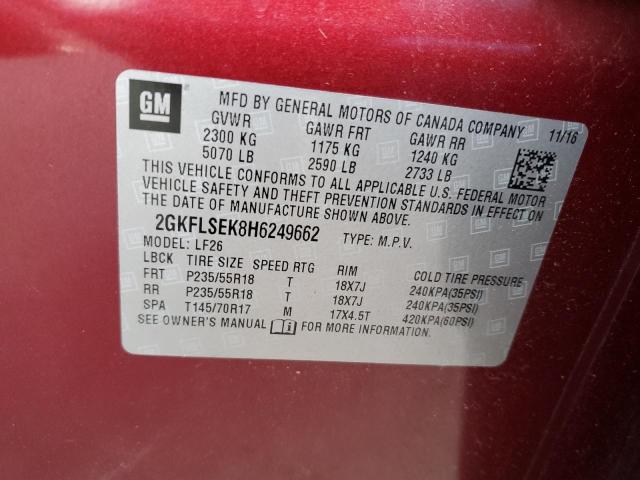 GM
MFD BY GENERAL MOTORS OF CANADA COMPANY 11/16
GVWR GAWR FRT GAWR RR
2300 KG 1175 KG 1240 KG
5070 LB 2590 LB 2733 LB
THIS VEHICLE CONFORMS TO ALL APPLICABLE U.S. FEDERAL MOTOR
VEHICLE SAFETY AND THEFT PREVENTION STANDARDS IN EFFECT ON
THE DATE OF MANUFACTURE SHOWN ABOVE.
2GKFLSEK8H6249662 TYPE: M.P.V.
MODEL: LF26
LBCK TIRE SIZE SPEED RTG RIM COLD TIRE PRESSURE
FRT P235/55R18 T 18X7J 240KPA(35PSI)
RR P235/55R18 T 18X7J 240KPA(35PSI)
SPA T145/70R17 M 17X4.5T 420KPA(60PSI)
SEE OWNER'S MANUAL FOR MORE INFORMATION.